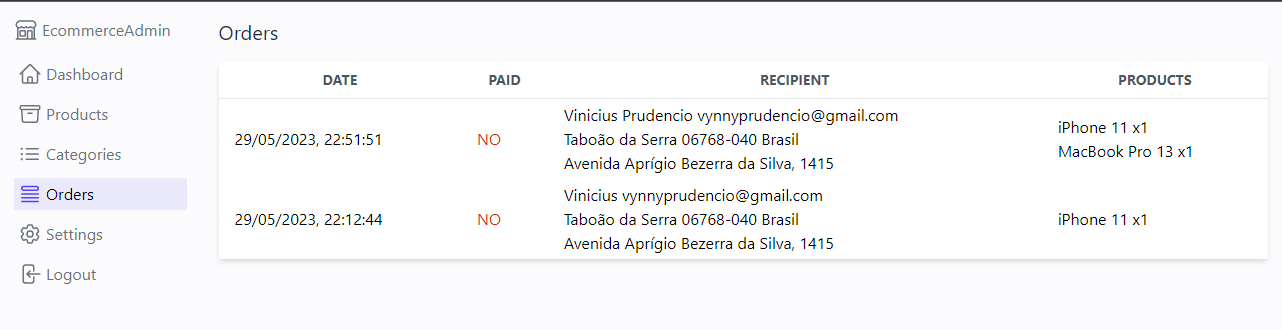 EcommerceAdmin
Dashboard
Products
Categories
Orders
Settings
Logout
Orders
DATE PAID RECIPIENT PRODUCTS
29/05/2023, 22:51:51
NO
Vinicius Prudencio vynnyprudencio@gmail.com
Taboão da Serra 06768-040 Brasil
Avenida Aprígio Bezerra da Silva, 1415
iPhone 11 x1
MacBook Pro 13 x1
29/05/2023, 22:12:44
NO
Vinicius vynnyprudencio@gmail.com
Taboão da Serra 06768-040 Brasil
Avenida Aprígio Bezerra da Silva, 1415
iPhone 11 x1